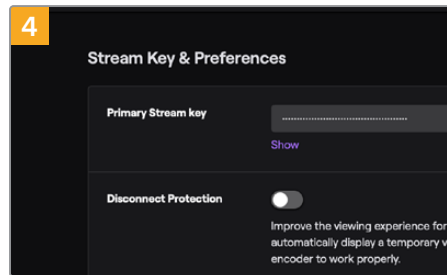 4
Stream Key & Preferences
Primary Stream key
Show
Disconnect Protection
Improve the viewing experience for
automatically display a temporary v
encoder to work properly.